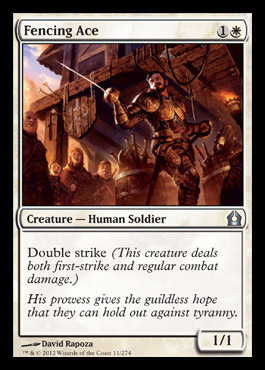 Fencing Ace 1
Creature — Human Soldier
Double strike (This creature deals
both first-strike and regular combat
damage.)
His prowess gives the guildless hope
that they can hold out against tyranny.
David Rapoza
™ & © 2012 Wizards of the Coast 11/274
1/1